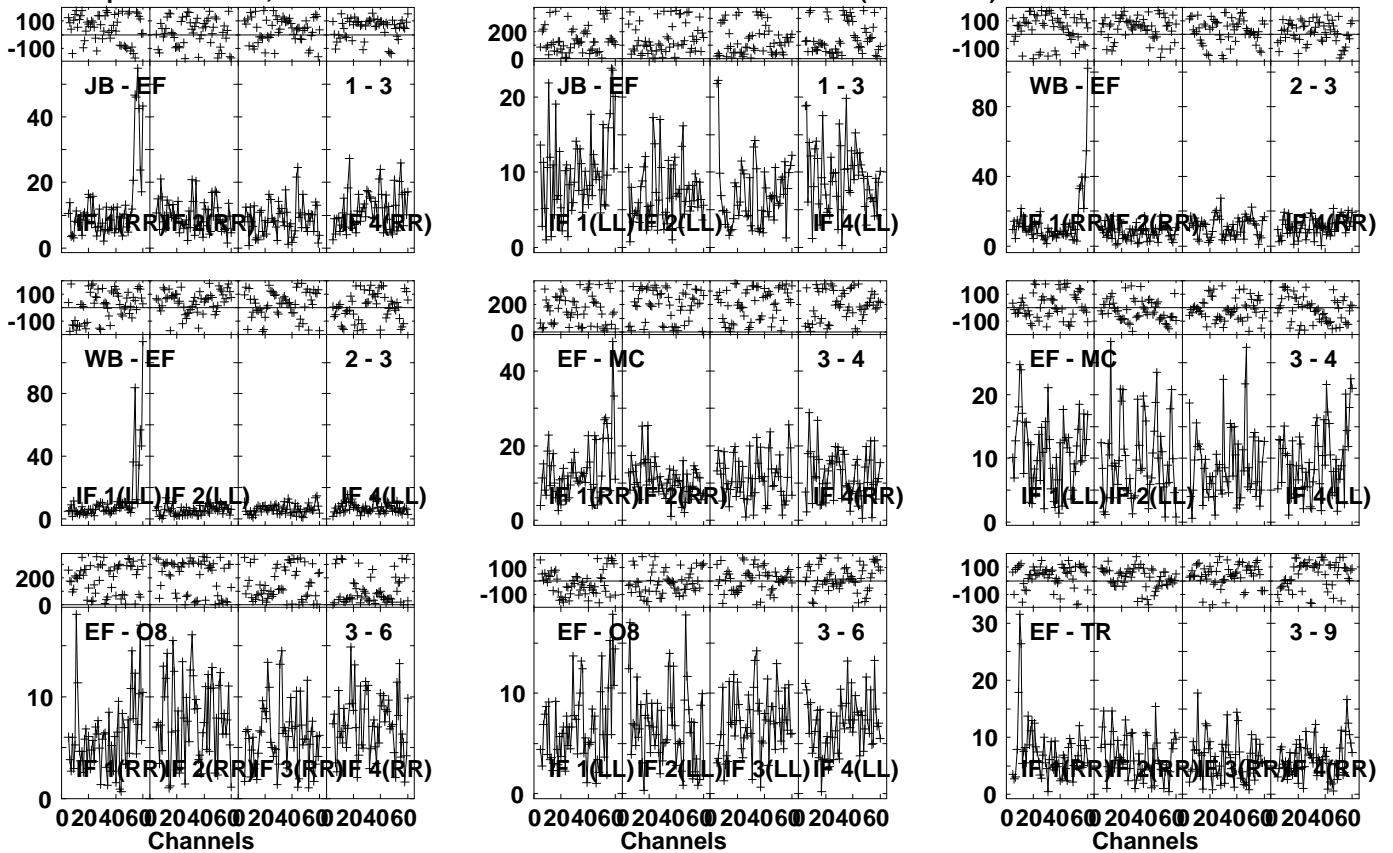 100
-100
JB - EF 1 - 3
40
20
0
IF 1(RR) IF 2(RR) IF 4(RR)
200
0
JB - EF 1 - 3
20
10
0
IF 1(LL) IF 2(LL) IF 4(LL)
100
-100
WB - EF 2 - 3
80
40
0
IF 1(RR) IF 2(RR) IF 4(RR)
100
-100
WB - EF 2 - 3
80
40
0
IF 1(LL) IF 2(LL) IF 4(LL)
200
0
EF - MC 3 - 4
40
20
0
IF 1(RR) IF 2(RR) IF 4(RR)
100
-100
EF - MC 3 - 4
20
10
0
IF 1(LL) IF 2(LL) IF 4(LL)
200
0
EF - O8 3 - 6
10
0
IF 1(RR) IF 2(RR) IF 3(RR) IF 4(RR)
0 20 40 60 0 20 40 60 0 20 40 60 0 20 40 60
Channels
100
-100
EF - O8 3 - 6
10
0
IF 1(LL) IF 2(LL) IF 3(LL) IF 4(LL)
0 20 40 60 0 20 40 60 0 20 40 60 0 20 40 60
Channels
100
-100
EF - TR 3 - 9
30
20
10
0
IF 1(RR) IF 2(RR) IF 3(RR) IF 4(RR)
0 20 40 60 0 20 40 60 0 20 40 60 0 20 40 60
Channels